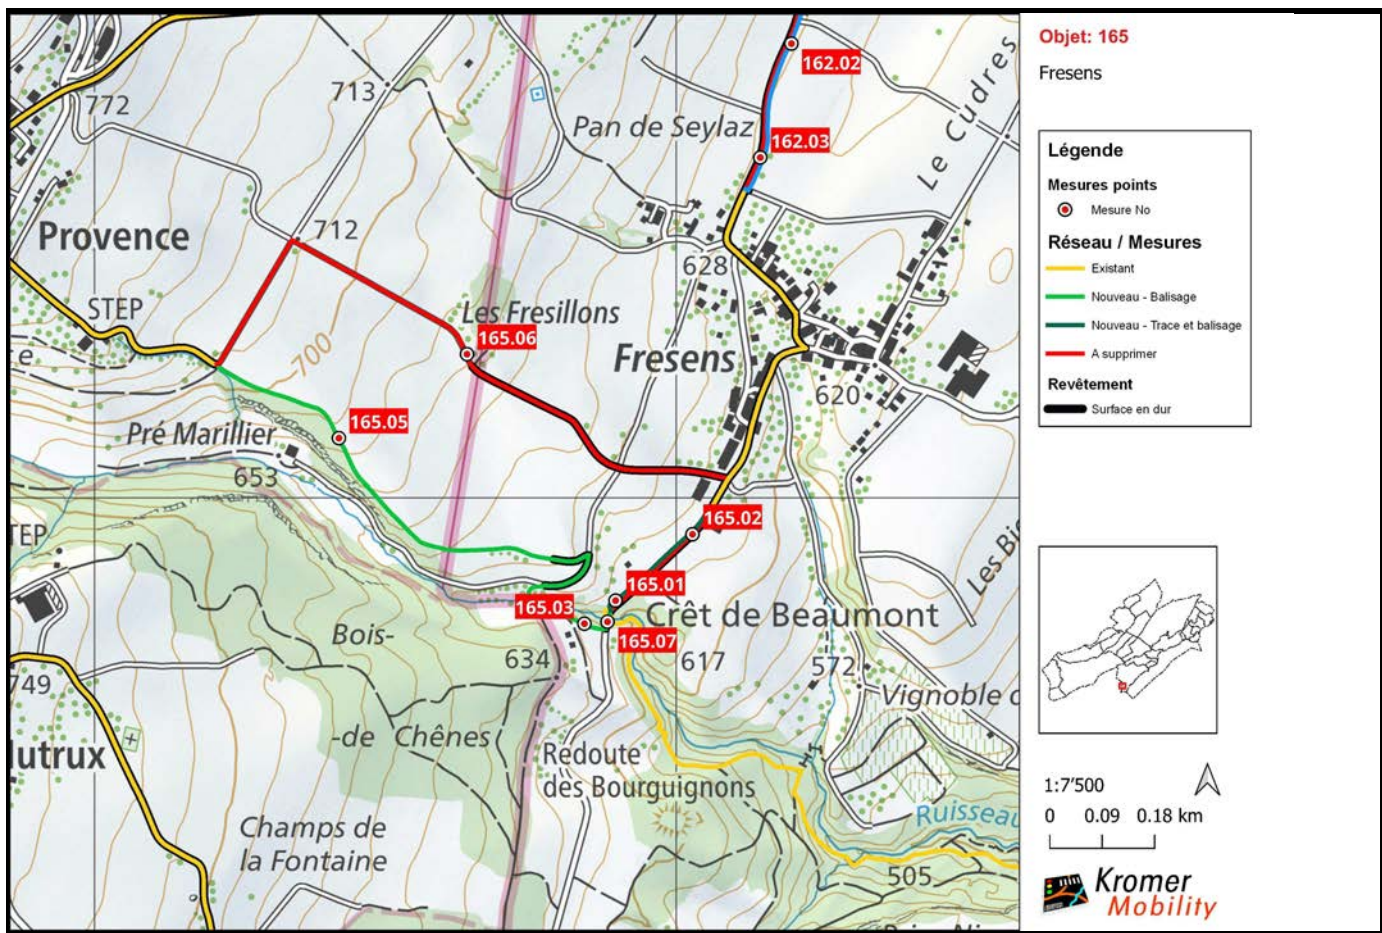 713
772
Pan de Seylaz
162.02
162.03
Le Cudres
712
Provence
628
STEP
e
Les Fresillons
700
165.06
Fresens
620
165.05
Pré Marillier
653
165.02
TEP
165.01
165.03
Crêt de Beaumont
165.07
Bois-
634
617
572
749
Vignoble
-de Chênes
lutrux
Redoute
des Bourguignons
Ruisseau
Champs de
la Fontaine
505
Objet: 165
Fresens
Légende
Mesures points
Mesure No
Réseau / Mesures
Existant
Nouveau - Balisage
Nouveau - Trace et balisage
A supprimer
Revêtement
Surface en dur
1:7'500
0 0.09 0.18 km
Kromer
Mobility